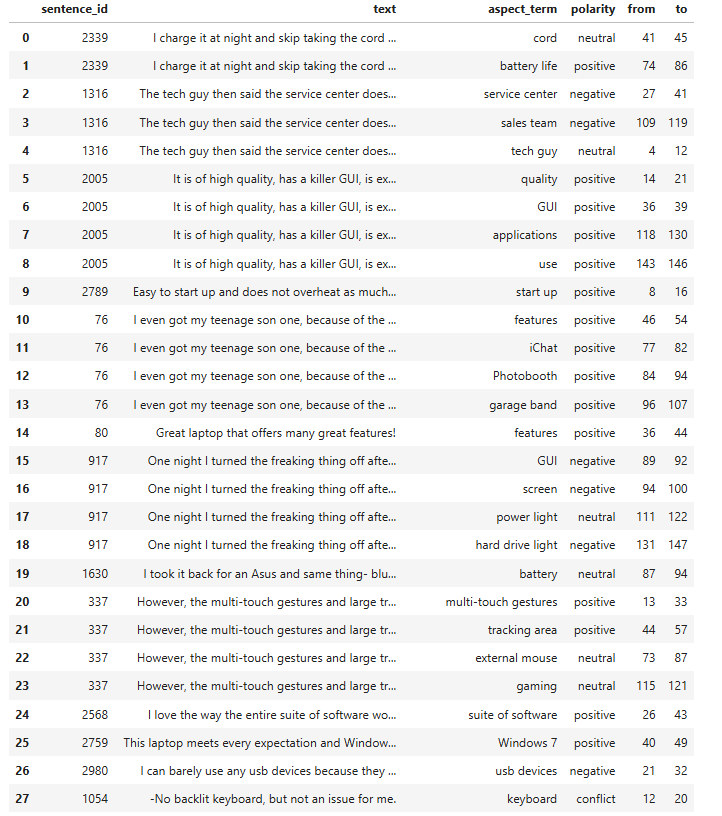 sentence_id text aspect_term polarity from to
0 2339 I charge it at night and skip taking the cord ... cord neutral 41 45
1 2339 I charge it at night and skip taking the cord ... battery life positive 74 86
2 1316 The tech guy then said the service center does... service center negative 27 41
3 1316 The tech guy then said the service center does... sales team negative 109 119
4 1316 The tech guy then said the service center does... tech guy neutral 4 12
5 2005 It is of high quality, has a killer GUI, is ex... quality positive 14 21
6 2005 It is of high quality, has a killer GUI, is ex... GUI positive 36 39
7 2005 It is of high quality, has a killer GUI, is ex... applications positive 118 130
8 2005 It is of high quality, has a killer GUI, is ex... use positive 143 146
9 2789 Easy to start up and does not overheat as much... start up positive 8 16
10 76 I even got my teenage son one, because of the ... features positive 46 54
11 76 I even got my teenage son one, because of the ... iChat positive 77 82
12 76 I even got my teenage son one, because of the ... Photobooth positive 84 94
13 76 I even got my teenage son one, because of the ... garage band positive 96 107
14 80 Great laptop that offers many great features! features positive 36 44
15 917 One night I turned the freaking thing off afte... GUI negative 89 92
16 917 One night I turned the freaking thing off afte... screen negative 94 100
17 917 One night I turned the freaking thing off afte... power light neutral 111 122
18 917 One night I turned the freaking thing off afte... hard drive light negative 131 147
19 1630 I took it back for an Asus and same thing- blu... battery neutral 87 94
20 337 However, the multi-touch gestures and large tr... multi-touch gestures positive 13 33
21 337 However, the multi-touch gestures and large tr... tracking area positive 44 57
22 337 However, the multi-touch gestures and large tr... external mouse neutral 73 87
23 337 However, the multi-touch gestures and large tr... gaming neutral 115 121
24 2568 I love the way the entire suite of software wo... suite of software positive 26 43
25 2759 This laptop meets every expectation and Window... Windows 7 positive 40 49
26 2980 I can barely use any usb devices because they ... usb devices negative 21 32
27 1054 -No backlit keyboard, but not an issue for me. keyboard conflict 12 20